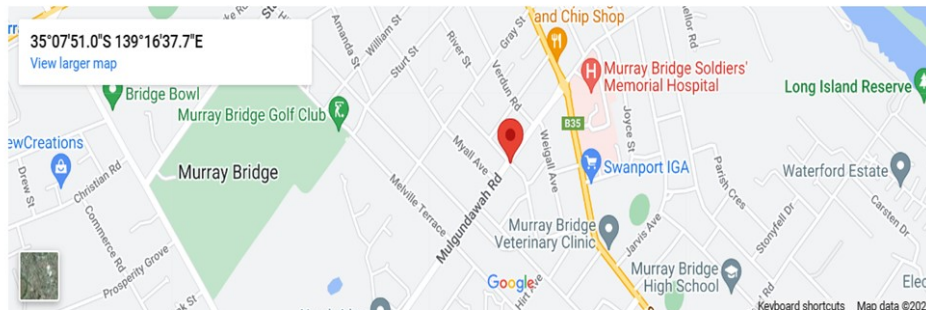 35°07'51.0"S 139°16'37.7"E
View larger map
and Chip Shop
William St
Gray St
River St
Amanda St
Sturt St
Verdun Rd
Murray Bridge Soldiers'
Memorial Hospital
Long Island Reserve
Bridge Bowl
Murray Bridge Golf Club
B35
Joyce St
Myall Ave
Weigall Ave
Swanport IGA
Drew St
Christian Rd
Murray Bridge
Parish Cres
Waterford Estate
Melville Terrace
Mulgundawah Rd
Carsten Dr
Commerce Rd
Murray Bridge
Veterinary Clinic
Jarvis Ave
Stonyfell Dr
Prosperity Grove
Murray Bridge
High School
Google
Hirt Ave
Keyboard shortcuts
Map data ©202